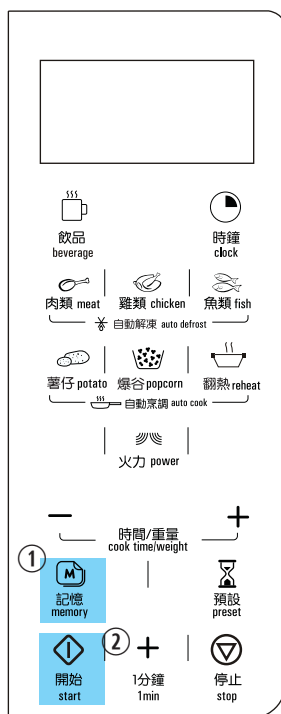 飲品 時鐘
beverage clock
肉類 meat 雞類 chicken 魚類 fish
自動解凍 auto defrost
薯仔 potato 爆谷 popcorn 翻熱 reheat
自動烹調 auto cook
火力 power
− +
時間/重量
cook time/weight
1 M
記憶 預設
memory preset
2 +
開始 1分鐘 停止
start 1min stop